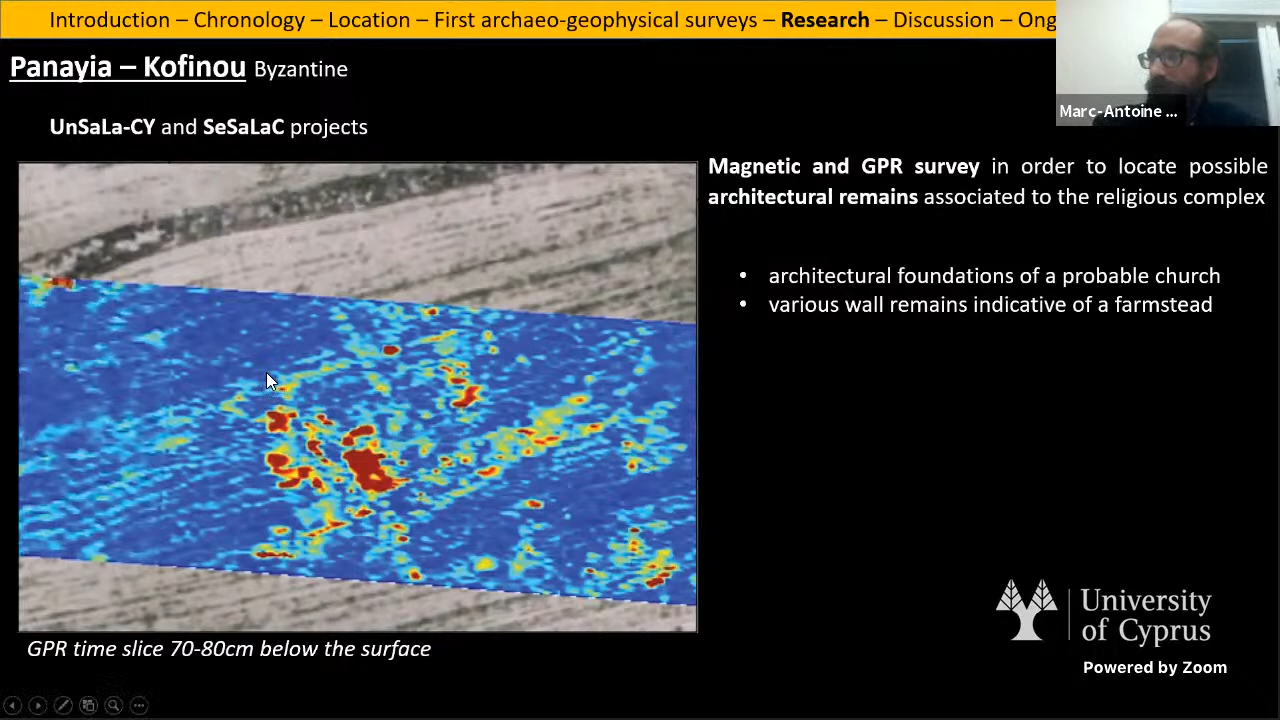 Introduction – Chronology – Location – First archaeo-geophysical surveys – Research – Discussion – Ong
Marc-Antoine ...
Panayia – Kofinou Byzantine
UnSaLa-CY and SeSaLaC projects
Magnetic and GPR survey in order to locate possible
architectural remains associated to the religious complex
• architectural foundations of a probable church
• various wall remains indicative of a farmstead
GPR time slice 70-80cm below the surface
University
of Cyprus
Powered by Zoom